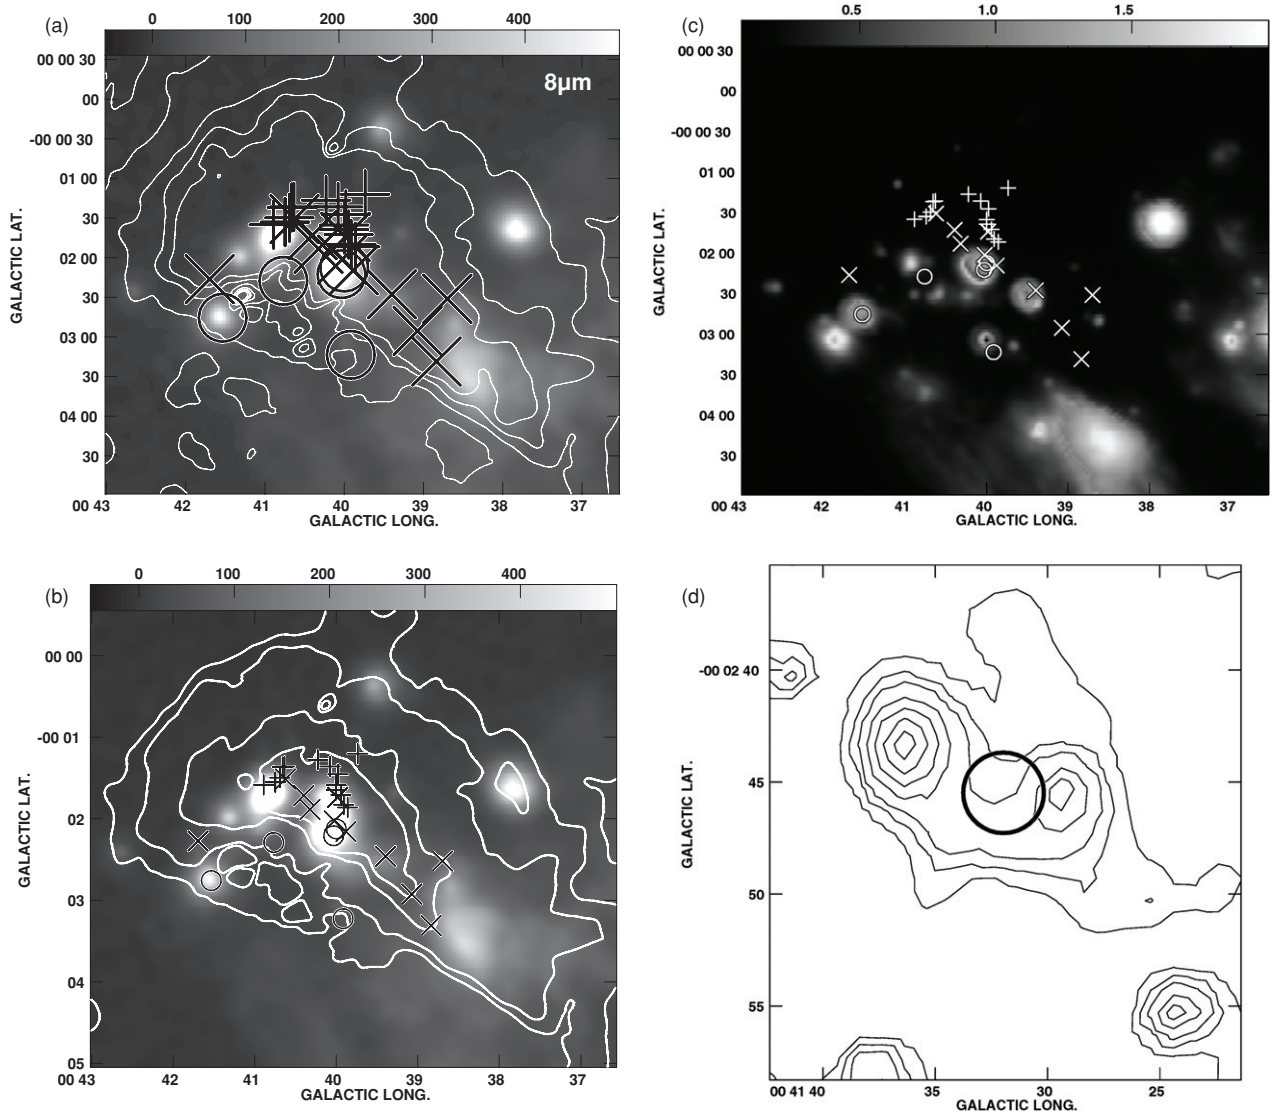 (a)
0 100 200 300 400
8μm
00 00 30
00
-00 00 30
01 00
30
02 00
30
03 00
30
04 00
30
GALACTIC LAT.
00 43 42 41 40 39 38 37
GALACTIC LONG.
(c)
0.5 1.0 1.5
00 00 30
00
-00 00 30
01 00
30
02 00
30
03 00
30
04 00
30
GALACTIC LAT.
00 43 42 41 40 39 38 37
GALACTIC LONG.
(b)
0 100 200 300 400
00 00
-00 01
02
03
04
05
GALACTIC LAT.
00 43 42 41 40 39 38 37
GALACTIC LONG.
(d)
-00 02 40
45
50
55
GALACTIC LAT.
00 41 40 35 30 25
GALACTIC LONG.